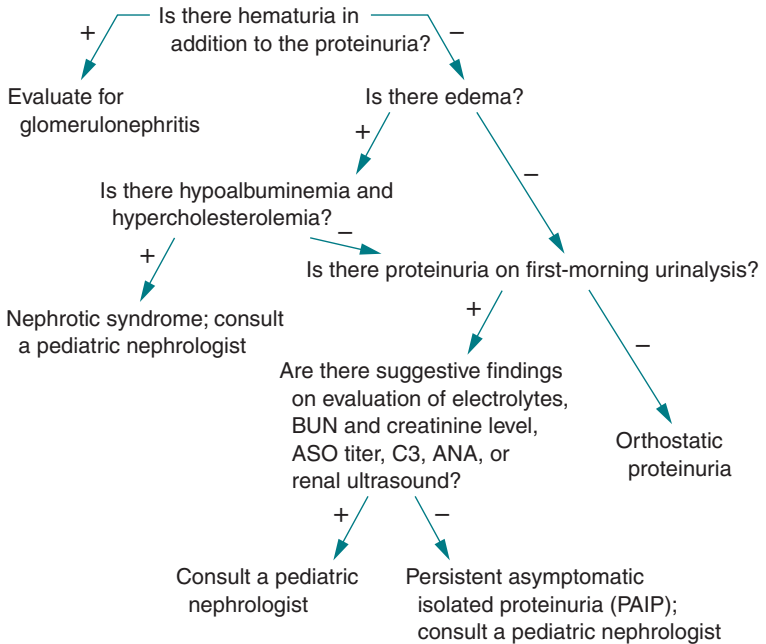 Is there hematuria in
addition to the proteinuria?
+
−
Evaluate for
glomerulonephritis
Is there edema?
+
−
Is there hypoalbuminemia and
hypercholesterolemia?
+
−
Is there proteinuria on first-morning urinalysis?
Nephrotic syndrome; consult
a pediatric nephrologist
+
−
Are there suggestive findings
on evaluation of electrolytes,
BUN and creatinine level,
ASO titer, C3, ANA, or
renal ultrasound?
Orthostatic
proteinuria
+
−
Consult a pediatric
nephrologist
Persistent asymptomatic
isolated proteinuria (PAIP);
consult a pediatric nephrologist